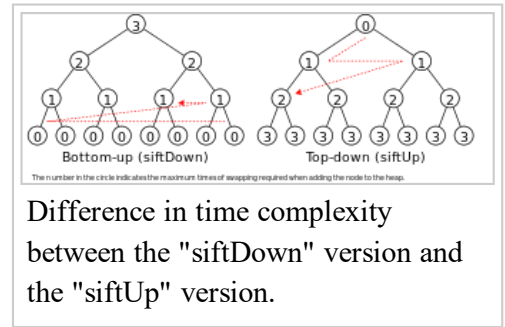 3 0
2 2 1 1
1 1 1 1 2 2 2 2
0 0 0 0 0 0 0 0 3 3 3 3 3 3 3 3
Bottom-up (siftDown) Top-down (siftUp)
The number in the circle indicates the maximum times of swapping required when adding the node to the heap.
Difference in time complexity
between the "siftDown" version and
the "siftUp" version.